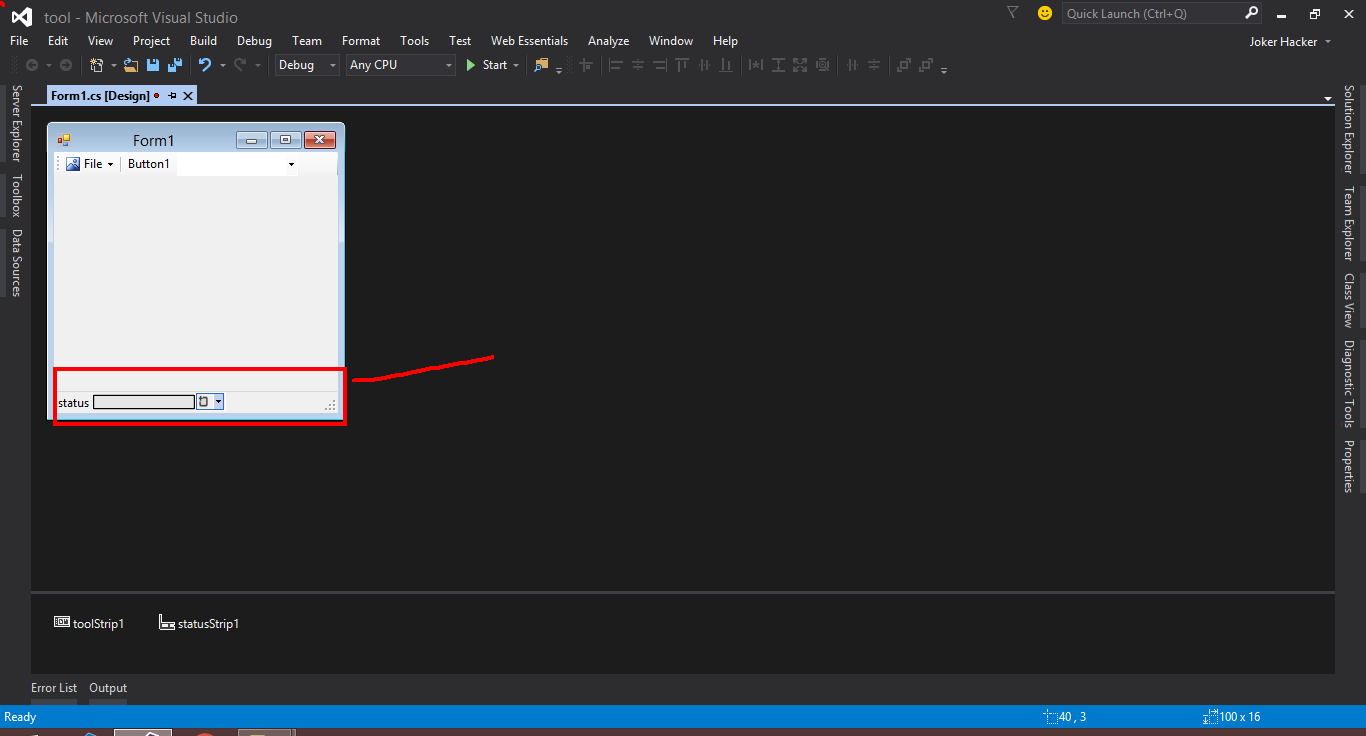 tool - Microsoft Visual Studio
Quick Launch (Ctrl+Q)
File Edit View Project Build Debug Team Format Tools Test Web Essentials Analyze Window Help
Joker Hacker
Debug Any CPU Start
Form1.cs [Design]
Server Explorer
Toolbox
Data Sources
Form1
File Button1
status
Solution Explorer
Team Explorer
Class View
Diagnostic Tools
Properties
toolStrip1 statusStrip1
Error List Output
Ready 40 , 3 100 x 16